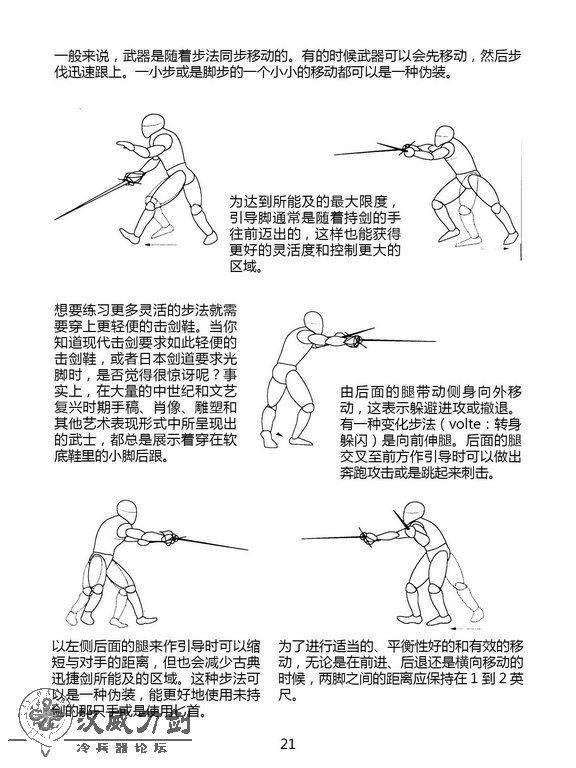 一般来说，武器是随着步法同步移动的。有的时候武器可以会先移动，然后步
伐迅速跟上。一小步或是脚步的一个小小的移动都可以是一种伪装。
为达到所能及的最大限度，
引导脚通常是随着持剑的手
往前迈出的，这样也能获得
更好的灵活度和控制更大的
区域。
想要练习更多灵活的步法就需
要穿上更轻便的击剑鞋。当你
知道现代击剑要求如此轻便的
击剑鞋，或者日本剑道要求光
脚时，是否觉得很惊讶呢？事
实上，在大量的中世纪和文艺
复兴时期手稿、肖像、雕塑和
其他艺术表现形式中所呈现出
的武士，都总是展示着穿在软
底鞋里的小脚后跟。
由后面的腿带动侧身向外移
动，这表示躲避进攻或撤退。
有一种变化步法（volte：转身
躲闪）是向前伸腿。后面的腿
交叉至前方作引导时可以做出
奔跑攻击或是跳起来刺击。
以左侧后面的腿来作引导时可以缩
短与对手的距离，但也会减少古典
迅捷剑所能及的区域。这种步法可
以是一种伪装，能更好地使用未持
剑的那只手或是使用匕首。
为了进行适当的、平衡性好的和有效的移
动，无论是在前进、后退还是横向移动的
时候，两脚之间的距离应保持在1到2英
尺。
汉威刀剑
冷兵器论坛
21